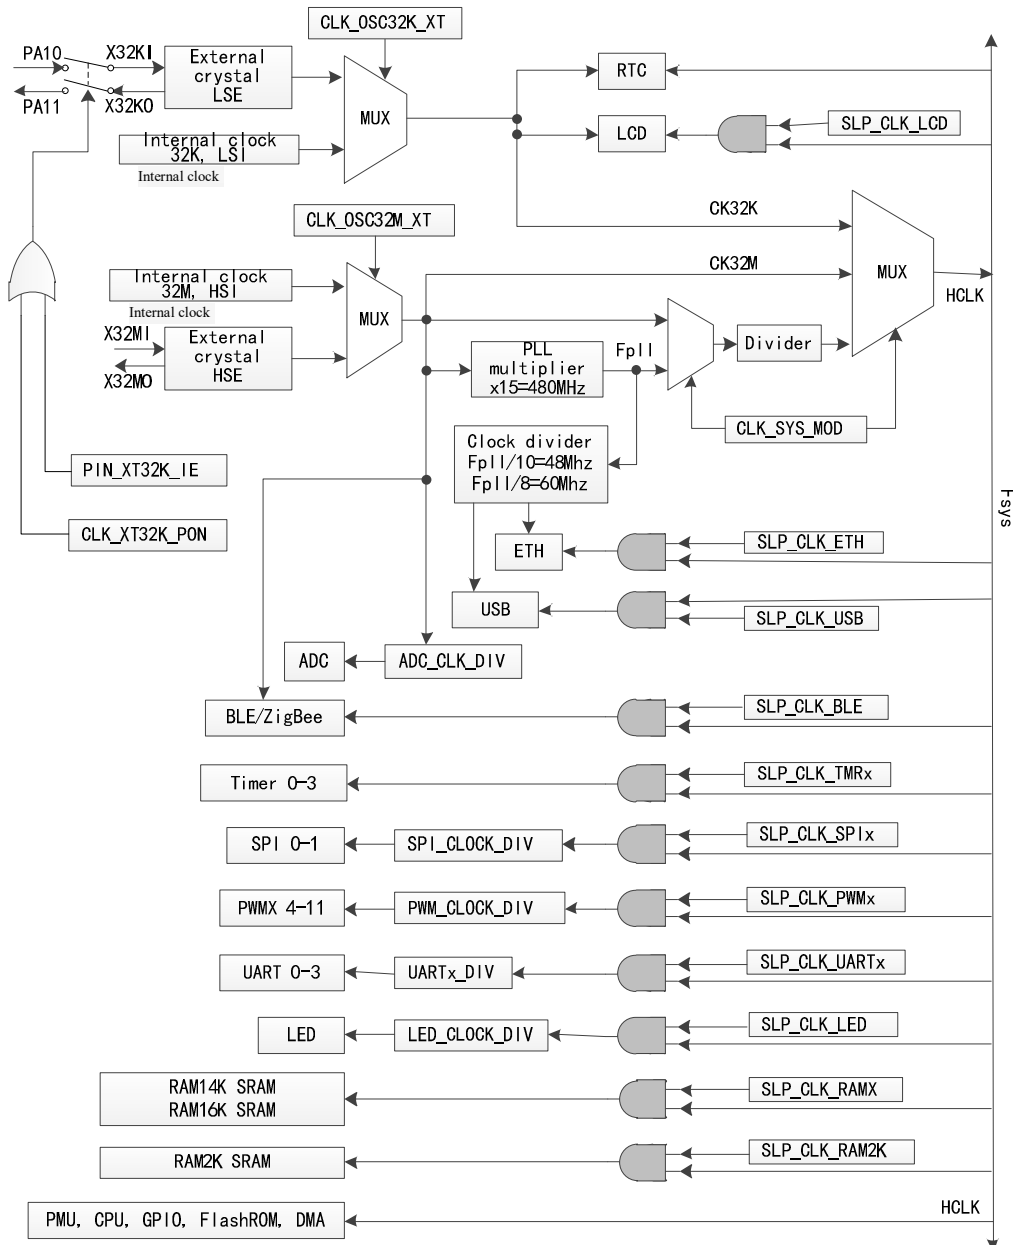 CLK_OSC32K_XT
PA10
X32KI
External
crystal
LSE
PA11
X32KO
MUX
RTC
LCD
SLP_CLK_LCD
Internal clock
32K, LSI
Internal clock
CLK_OSC32M_XT
CK32K
Internal clock
32M, HSI
Internal clock
MUX
CK32M
MUX
HCLK
X32MI
External
crystal
HSE
X32MO
PLL
multiplier
x15=480MHz
Fpll
Divider
CLK_SYS_MOD
Clock divider
Fpll/10=48Mhz
Fpll/8=60Mhz
PIN_XT32K_IE
CLK_XT32K_PON
Fsys
ETH
SLP_CLK_ETH
USB
SLP_CLK_USB
ADC
ADC_CLK_DIV
BLE/ZigBee
SLP_CLK_BLE
Timer 0-3
SLP_CLK_TMRx
SPI 0-1
SPI_CLOCK_DIV
SLP_CLK_SPIx
PWMX 4-11
PWM_CLOCK_DIV
SLP_CLK_PWMx
UART 0-3
UARTx_DIV
SLP_CLK_UARTx
LED
LED_CLOCK_DIV
SLP_CLK_LED
RAM14K SRAM
RAM16K SRAM
SLP_CLK_RAMX
RAM2K SRAM
SLP_CLK_RAM2K
PMU, CPU, GPIO, FlashROM, DMA
HCLK